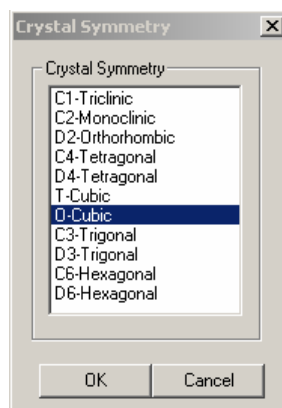 Crystal Symmetry
Crystal Symmetry
C1-Triclinic
C2-Monoclinic
D2-Orthorhombic
C4-Tetragonal
D4-Tetragonal
T-Cubic
O-Cubic
C3-Trigonal
D3-Trigonal
C6-Hexagonal
D6-Hexagonal
OK Cancel